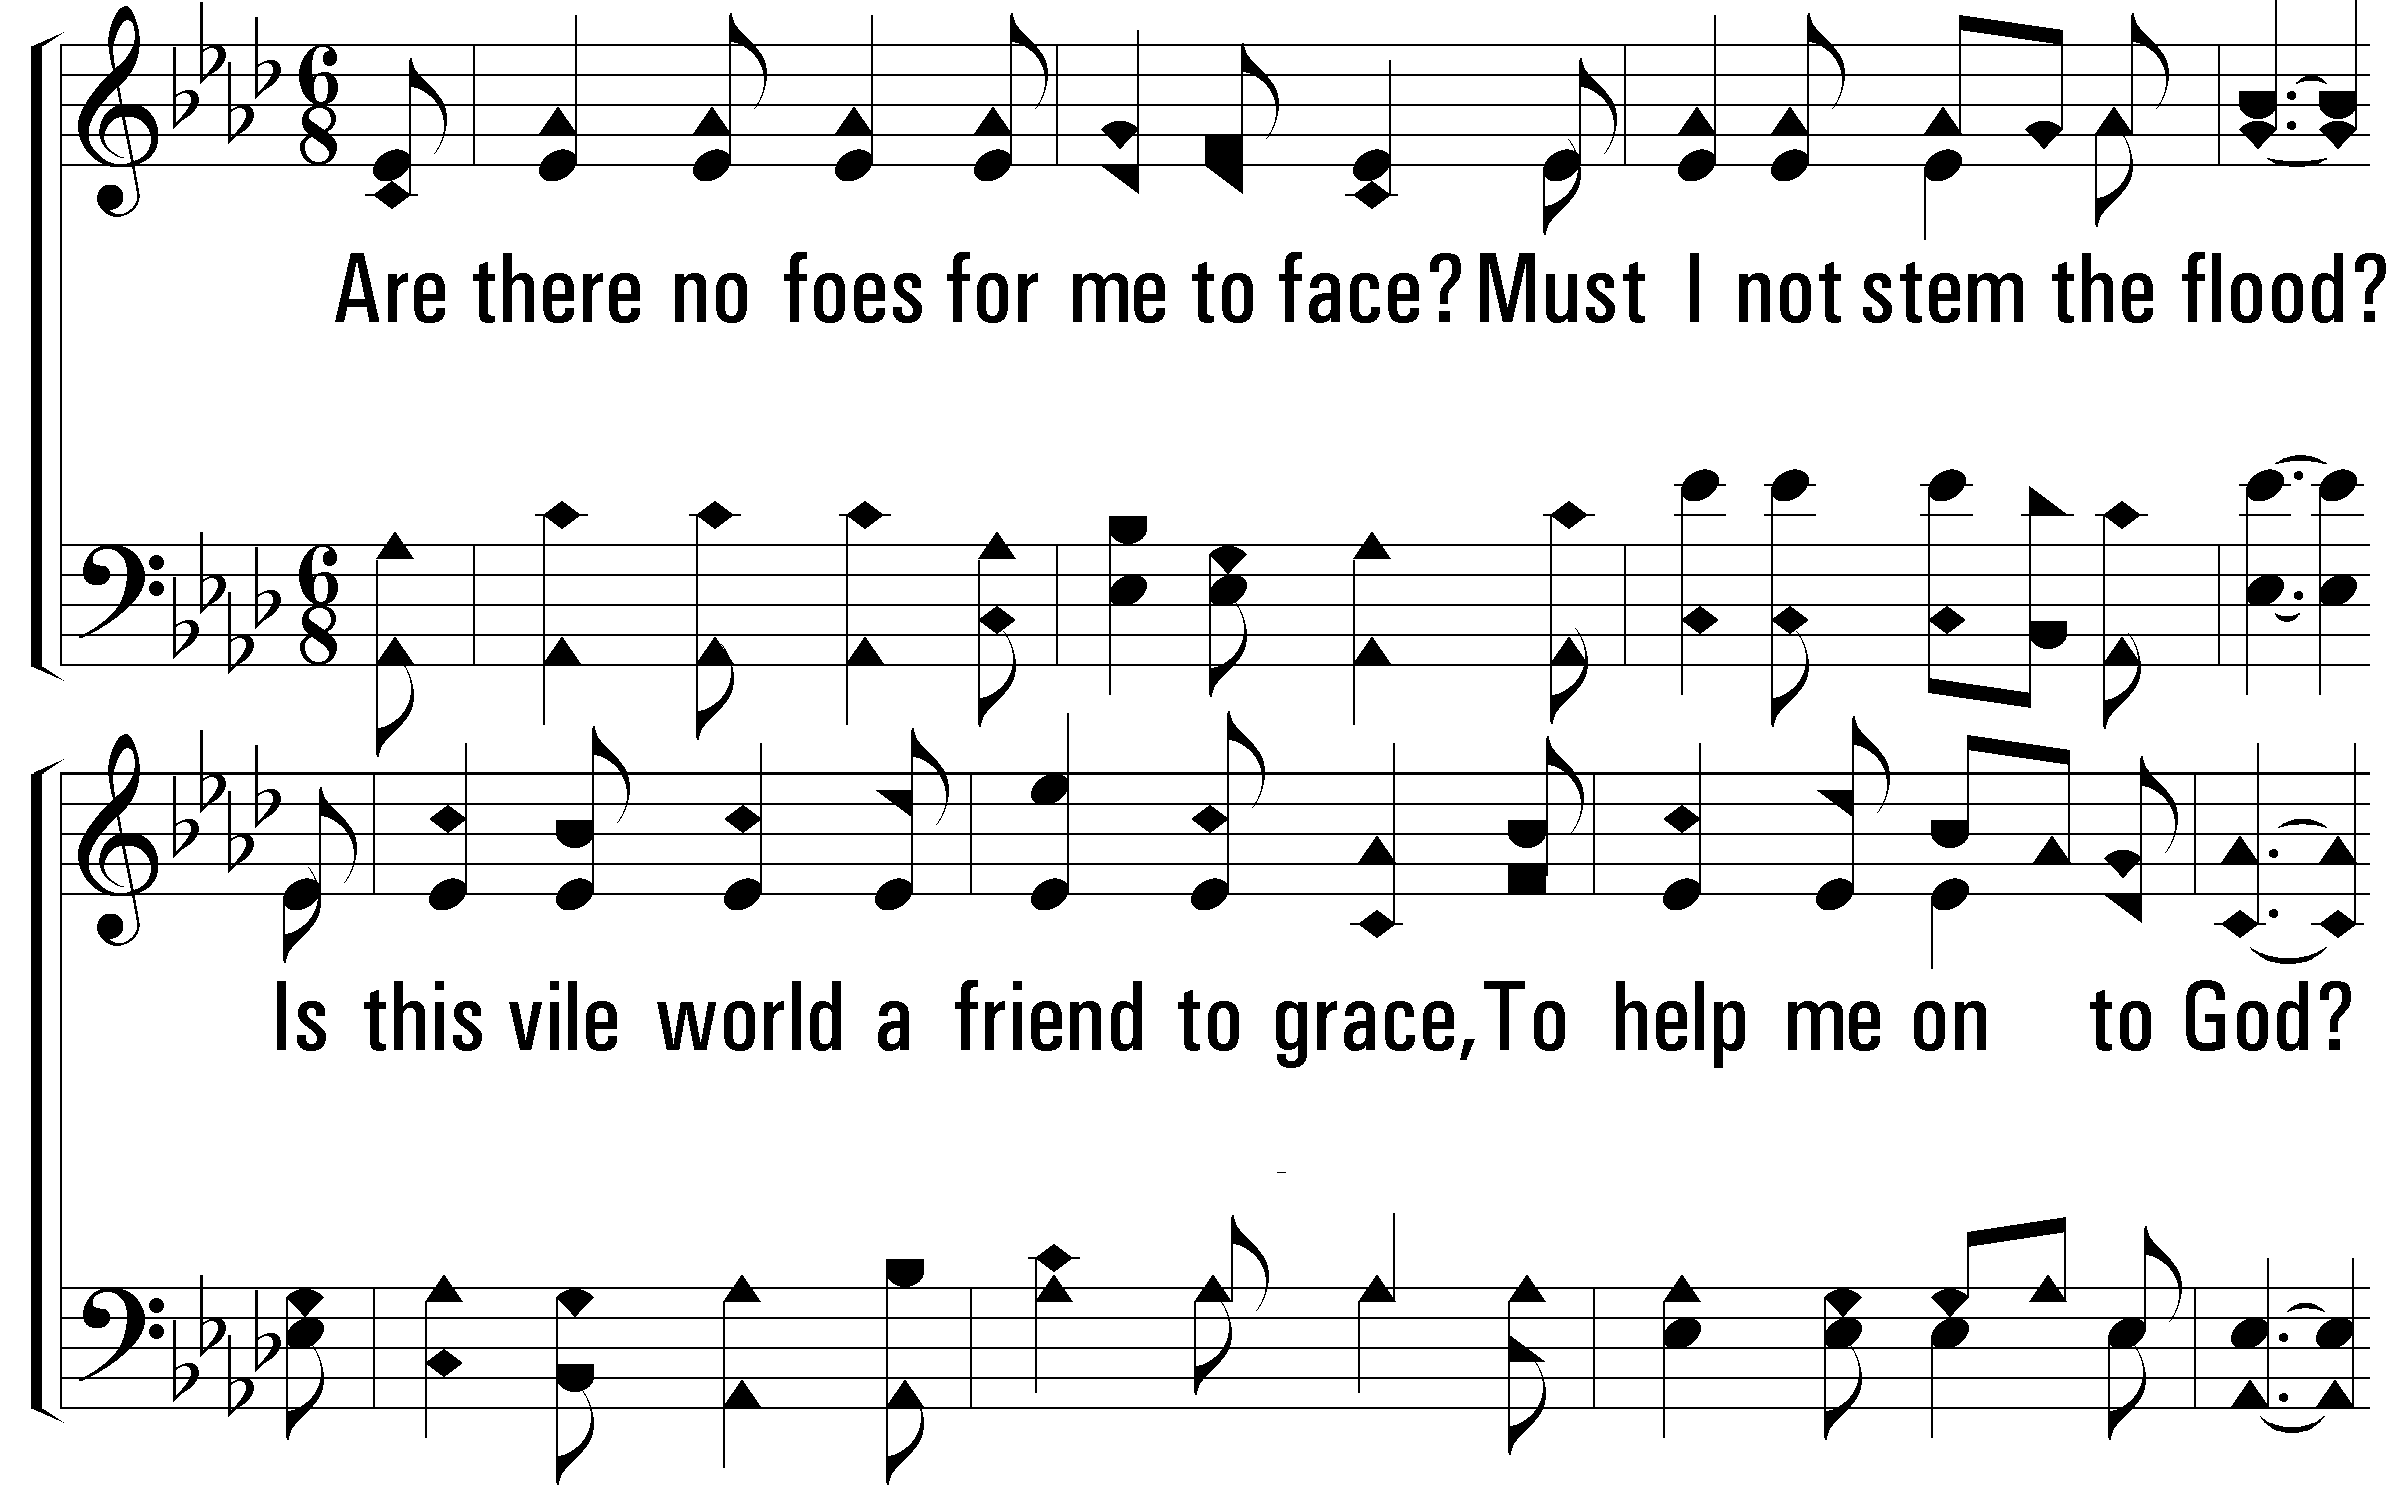 Are there no foes for me to face? Must I not stem the flood?
Is this vile world a friend to grace, To help me on to God?